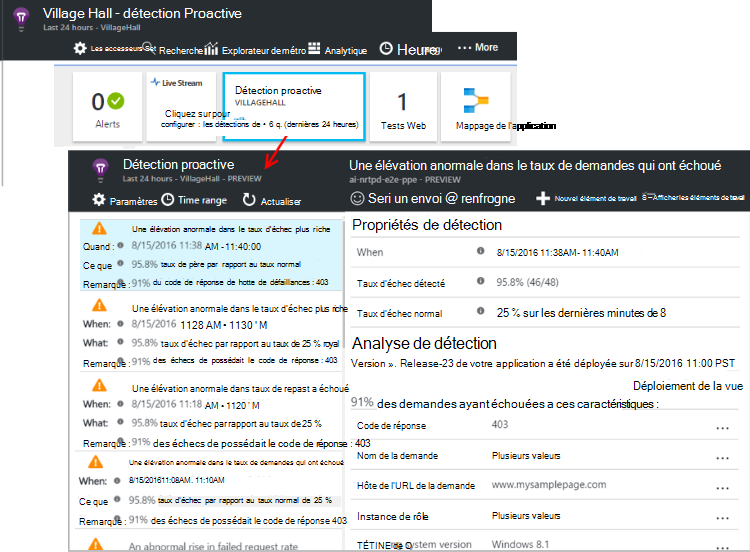 Village Hall - détection Proactive
Last 24 hours - VillageHall
Les accesseurs Set Recherche Explorateur de métro Analytique Heure More
0
Alerts
Live Stream
Cliquez sur pour
configurer : les détections de • 6 q. (dernières 24 heures)
Détection proactive
VILLAGEHALL
1
Tests Web
Mappage de l'application
Détection proactive
Last 24 hours - VillageHall - PREVIEW
Paramètres Time range Actualiser
Une élévation anormale dans le taux d'échec plus riche
Quand : 8/15/2016 11:38 AM -11:40:00
Ce que 95.8% taux de père par rapport au taux normal
Remarque : 91% du code de réponse de hotte de défaillances : 403
Une élévation anormale dans le taux d'échec plus riche
When: 8/15/2016 1128 AM • 1130 ' M
What: 95.8% taux d'échec par rapport au taux de 25 % royal
Remarque : 91% des échecs de possédait le code de réponse : 403
Une élévation anormale dans taux de repast a échoué
When: 8/15/2016 11:18 AM • 1120 ' M
What: 95.8% taux d'échec par rapport au taux de 25 %
Remarque : 91% des échecs de possédait le code de réponse : 403
Une élévation anormale dans le taux de demandes qui ont échoué
When: 8/15/2016 11:08AM. 11:10AM
Ce que 95.8% taux d'échec par rapport au taux normal de 25 %
Remarque : 91% des échecs de possédait le code de réponse 403
An abnormal rise in failed request rate
Une élévation anormale dans le taux de demandes qui ont échoué
ai-nrtpd-e2e-ppe - PREVIEW
Seri un envoi @ renfrogne Nouvel élément de travail Afficher les éléments de travail
Propriétés de détection
When 8/15/2016 11:38AM- 11:40AM
Taux d'échec détecté 95.8% (46/48)
Taux d'échec normal 25 % sur les dernières minutes de 8
Analyse de détection
Version ». Release-23 de votre application a été déployée sur 8/15/2016 11:00 PST
Déploiement de la vue
91% des demandes ayant échouées a ces caractéristiques :
Code de réponse 403 ...
Nom de la demande Plusieurs valeurs ...
Hôte de l'URL de la demande www.mysamplepage.com ...
Instance de rôle Plusieurs valeurs ...
TÉTINE de system version Windows 8.1 ...